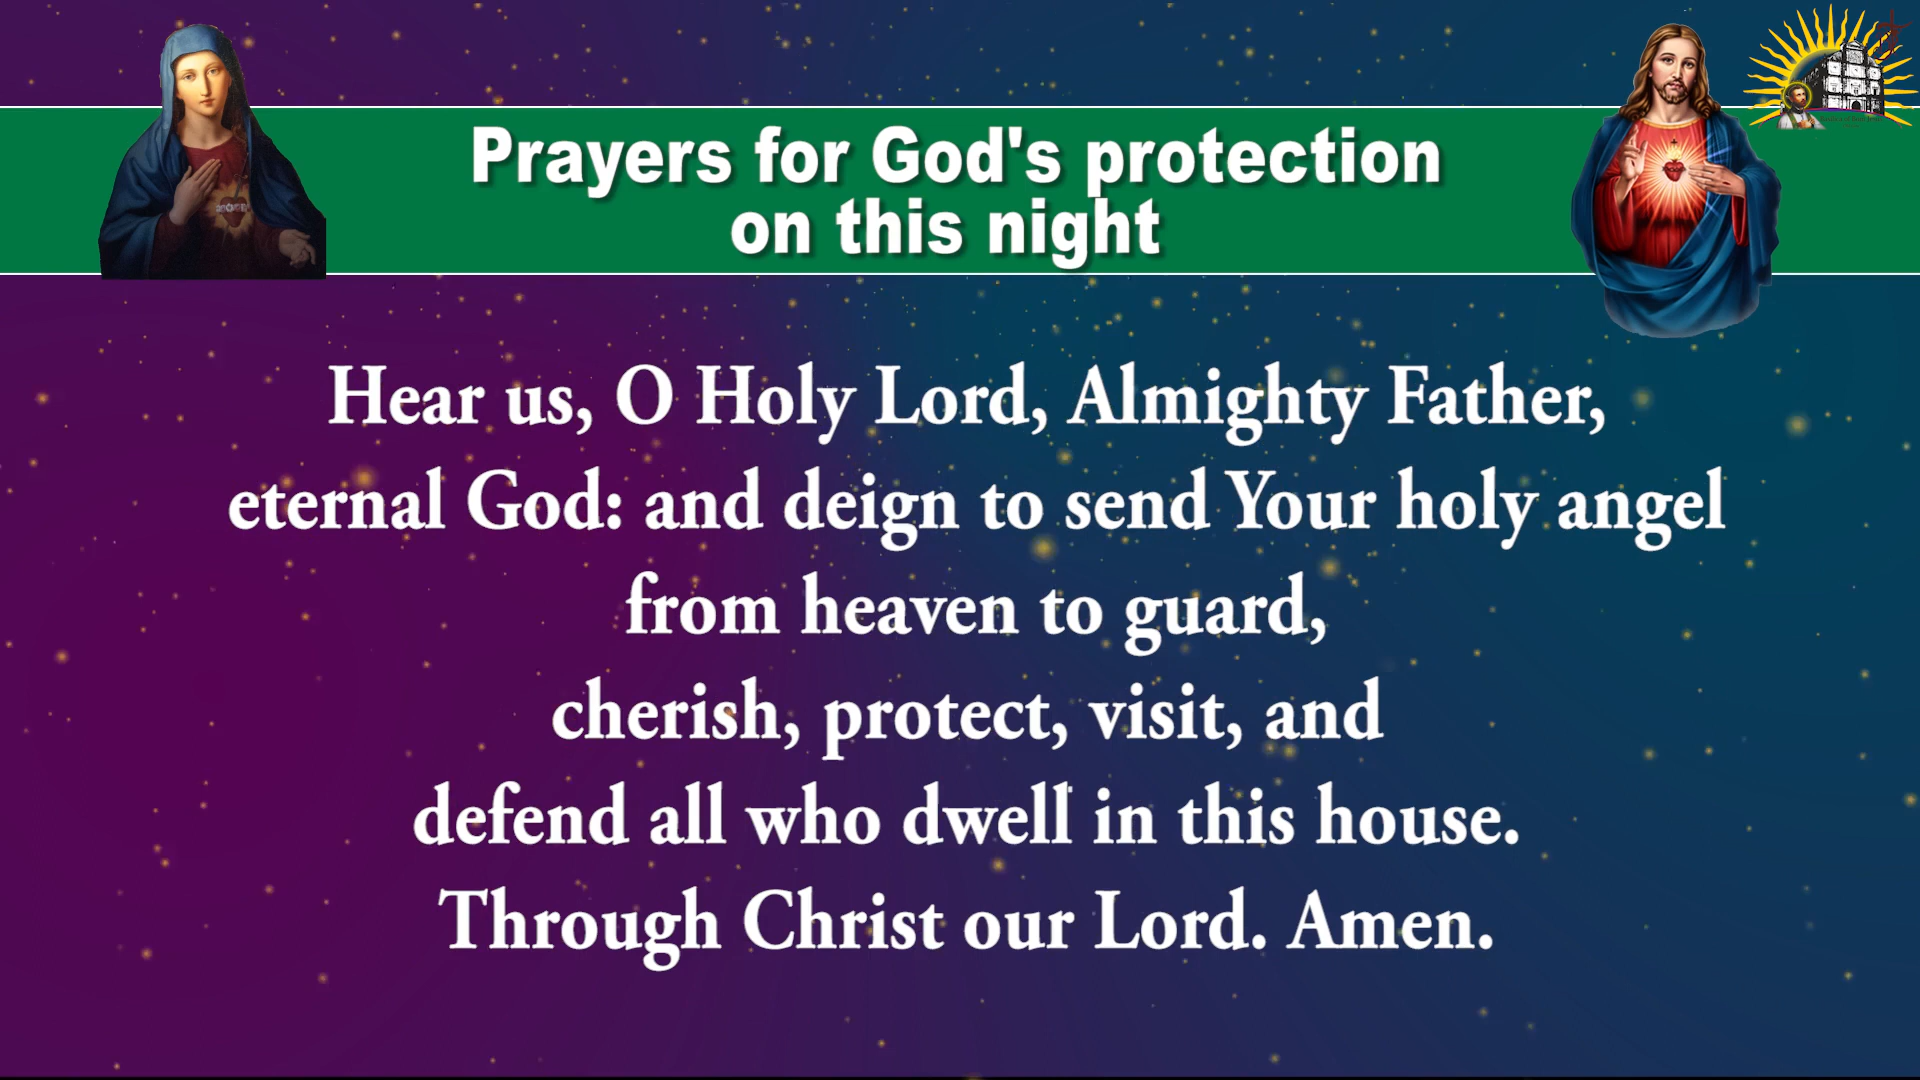 Prayers for God's protection
on this night
Hear us, O Holy Lord, Almighty Father,
eternal God: and deign to send Your holy angel
from heaven to guard,
cherish, protect, visit, and
defend all who dwell in this house.
Through Christ our Lord. Amen.